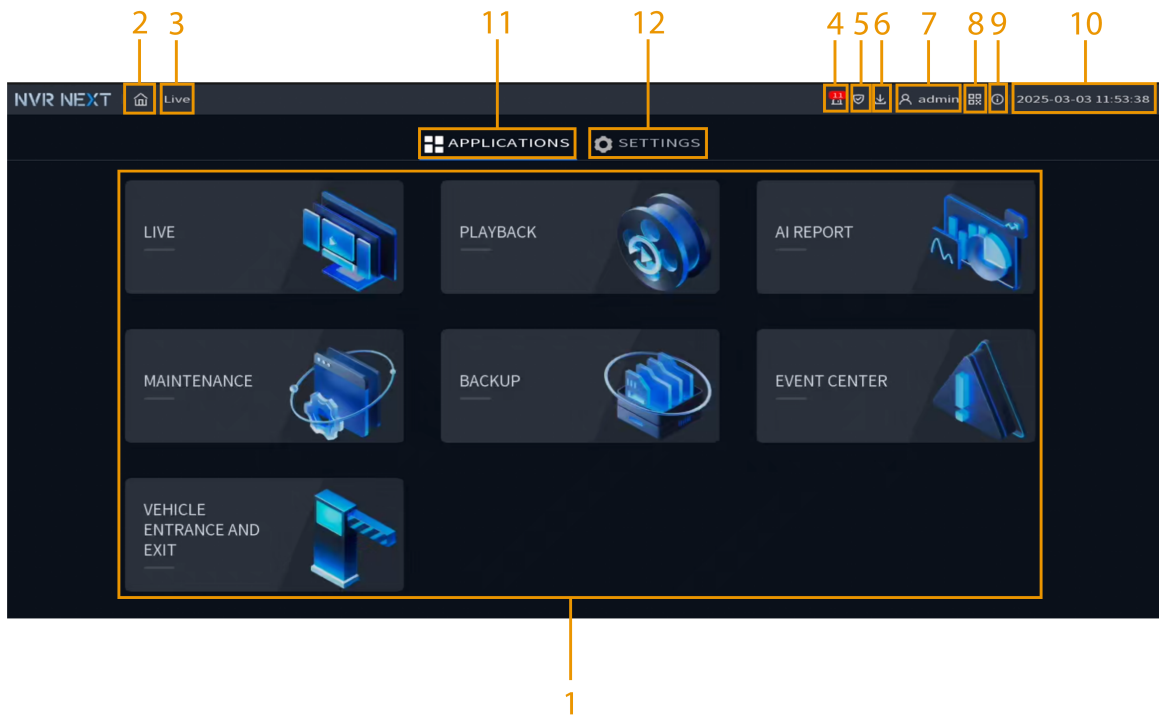 2 3 11 12 4 5 6 7 8 9 10
NVR NEXT Live 11 admin 2025-03-03 11:53:38
APPLICATIONS SETTINGS
LIVE PLAYBACK AI REPORT
MAINTENANCE BACKUP EVENT CENTER
VEHICLE
ENTRANCE AND
EXIT
1